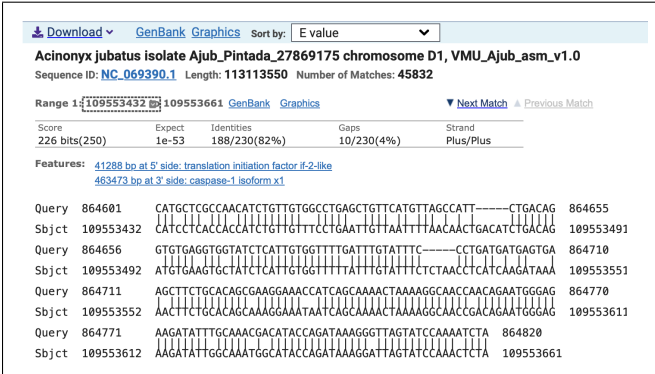 Download GenBank Graphics Sort by: E value
Acinonyx jubatus isolate Ajub_Pintada_27869175 chromosome D1, VMU_Ajub_asm_v1.0
Sequence ID: NC_069390.1 Length: 113113550 Number of Matches: 45832
Range 1: 109553432 to 109553661 GenBank Graphics ▼ Next Match ▲ Previous Match
Score Expect Identities Gaps Strand
226 bits(250) 1e-53 188/230(82%) 10/230(4%) Plus/Plus
Features: 41288 bp at 5' side: translation initiation factor if-2-like
463473 bp at 3' side: caspase-1 isoform x1
Query 864601 CATGCTCGCCAACATCTGTTGTGGCCTGAGCTGTTCATGTTAGCCATT-----CTGACAG 864655
Sbjct 109553432 CATCCTCACCACCATCTGTTGTTTCCTGAATTGTTAATTTTAACAACTGACATCTGACAG 109553491
Query 864656 GTGTGAGGTGGTATCTCATTGTGGTTTTGATTTGTATTTC-----CCTGATGATGAGTGA 864710
Sbjct 109553492 ATGTGAAGTGCTATCTCATTGTGGTTTTTATTTGTATTTCTCTAACCTCATCAAGATAAA 109553551
Query 864711 AGCTTCTGCACAGCGAAGGAAACCATCAGCAAAACTAAAAGGCAACCAACAGAATGGGAG 864770
Sbjct 109553552 AACTTCTGCACAGCAAAGGAAATAATCAGCAAAACTAAAAGGCAACCGACAGAATGGGAG 109553611
Query 864771 AAGATATTTGCAAACGACATACCAGATAAAGGGTTAGTATCCAAAATCTA 864820
Sbjct 109553612 AAGATATTGGCAAATGGCATACCAGATAAAGGATTAGTATCCAAACTCTA 109553661